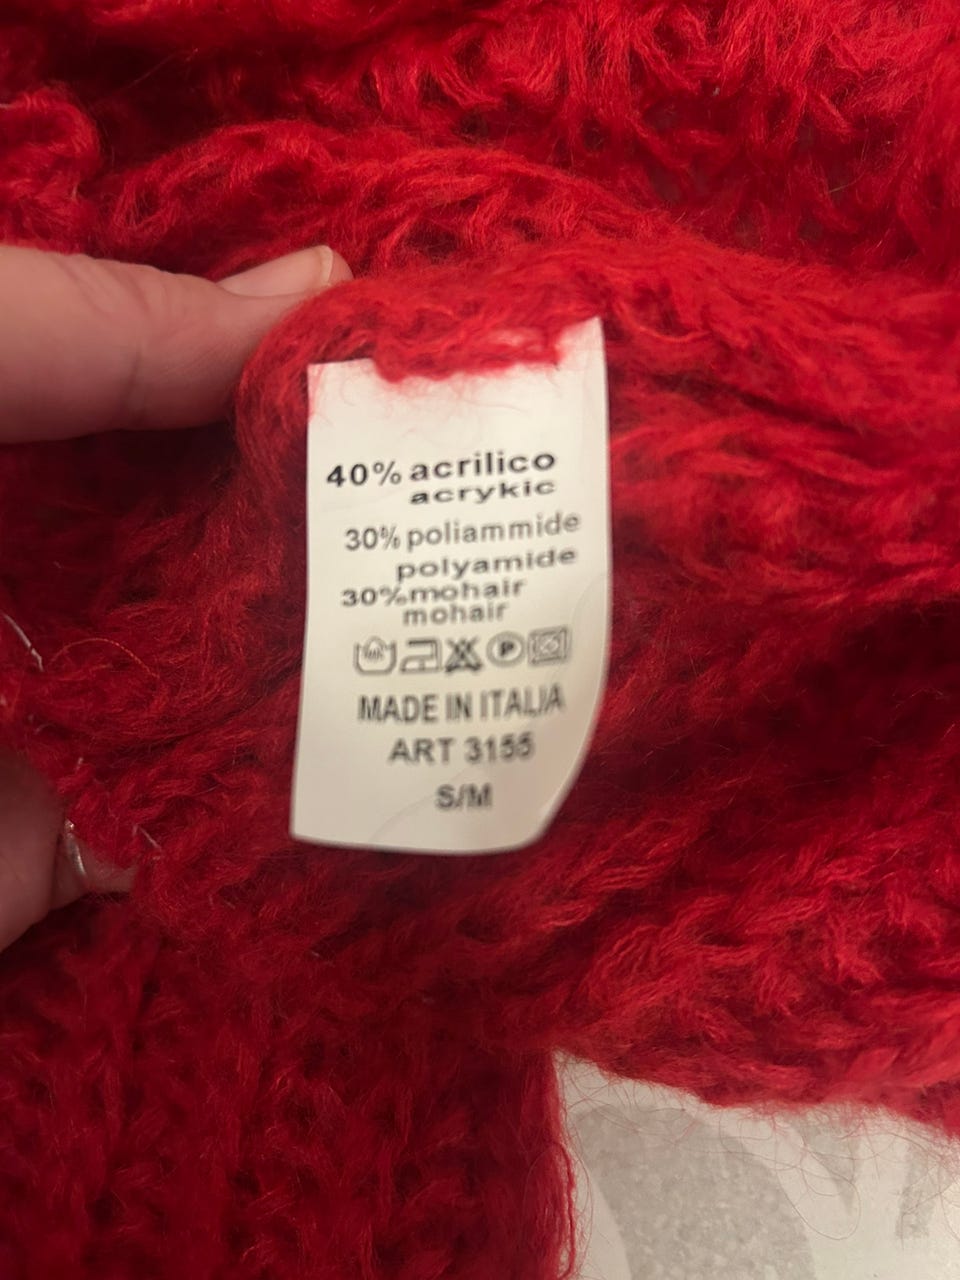 40% acrilico
acrykic
30% poliammide
polyamide
30%mohair
mohair
P
MADE IN ITALIA
ART 3155
S/M